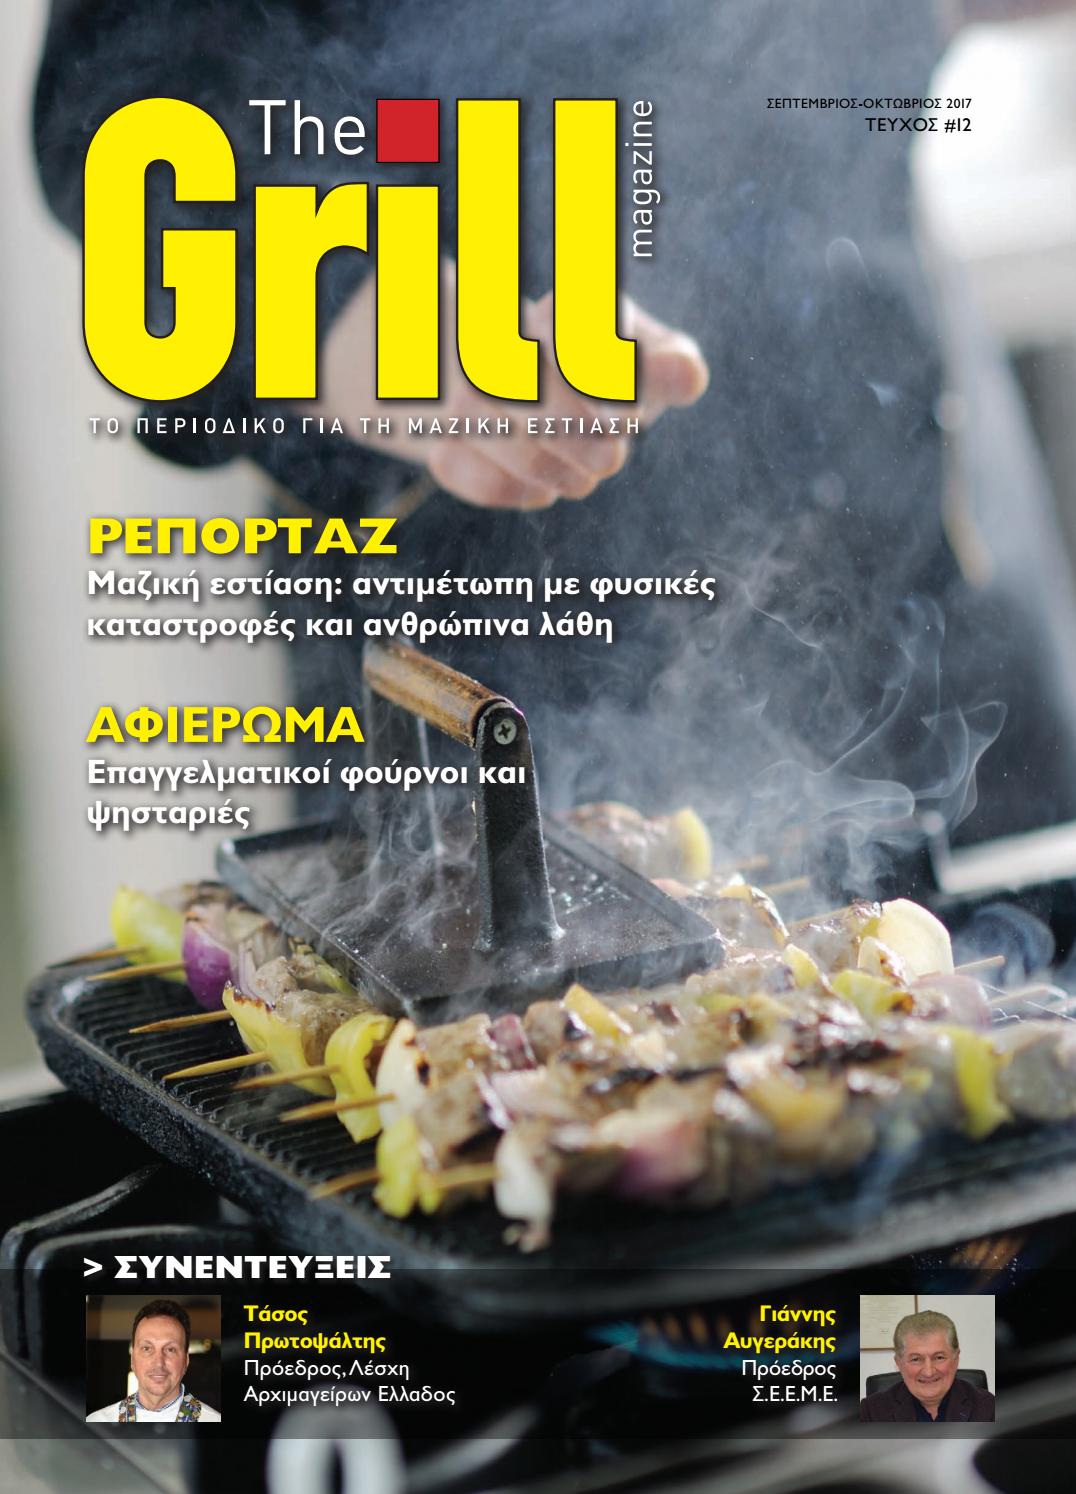 The
Grill
magazine
ΣΕΠΤΕΜΒΡΙΟΣ-ΟΚΤΩΒΡΙΟΣ 2017
ΤΕΥΧΟΣ #12
ΤΟ ΠΕΡΙΟΔΙΚΟ ΓΙΑ ΤΗ ΜΑΖΙΚΗ ΕΣΤΙΑΣΗ
ΡΕΠΟΡΤΑΖ
Μαζική εστίαση: αντιμέτωπη με φυσικές
καταστροφές και ανθρώπινα λάθη
ΑΦΙΕΡΩΜΑ
Επαγγελματικοί φούρνοι και
ψησταριές
> ΣΥΝΕΝΤΕΥΞΕΙΣ
Τάσος
Πρωτοψάλτης
Πρόεδρος, Λέσχη
Αρχιμαγείρων Ελλαδος
Γιάννης
Αυγεράκης
Πρόεδρος
Σ.Ε.Ε.Μ.Ε.